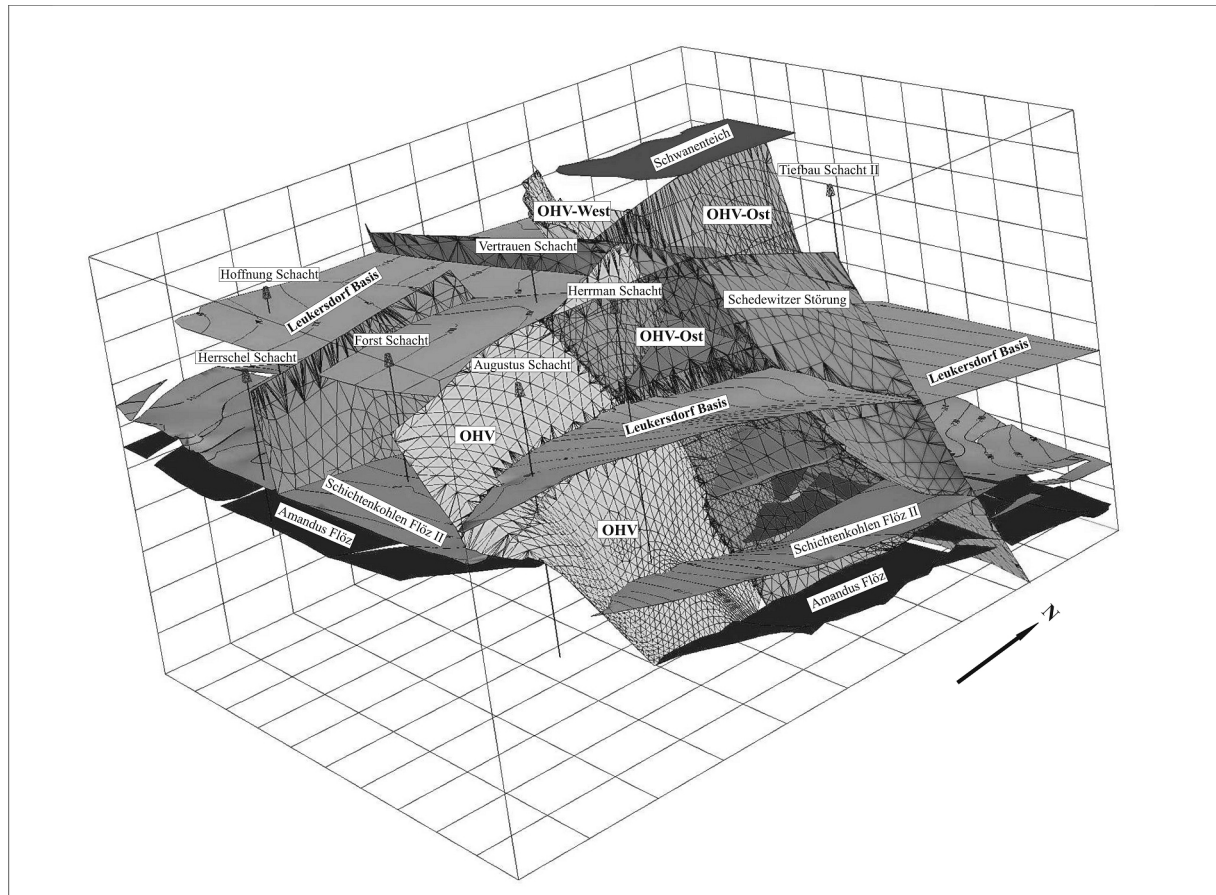 Schwanenteich
Tiefbau Schacht II
OHV-West
OHV-Ost
Vertrauen Schacht
Hoffnung Schacht
Leukersdorf Basis
Herrman Schacht
Schedewitzer Störung
Forst Schacht
OHV-Ost
Herrschel Schacht
Augustus Schacht
Leukersdorf Basis
Leukersdorf Basis
OHV
Schichtenkohlen Flöz II
Amandus Flöz
OHV
Schichtenkohlen Flöz II
Amandus Flöz
N